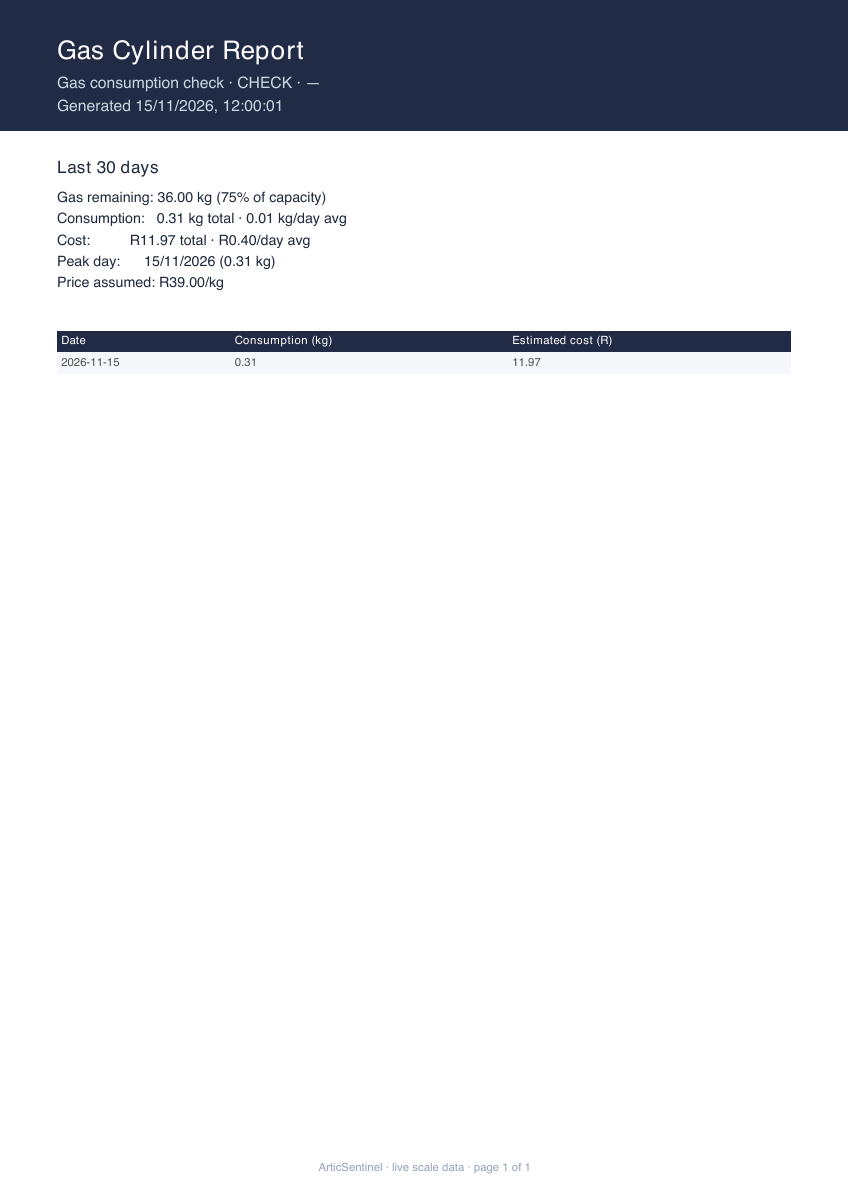 Gas Cylinder Report
Gas consumption check · CHECK · —
Generated 15/11/2026, 12:00:01
Last 30 days
Gas remaining: 36.00 kg (75% of capacity)
Consumption: 0.31 kg total · 0.01 kg/day avg
Cost: R11.97 total · R0.40/day avg
Peak day: 15/11/2026 (0.31 kg)
Price assumed: R39.00/kg
Date Consumption (kg) Estimated cost (R)
2026-11-15 0.31 11.97
ArticSentinel · live scale data · page 1 of 1